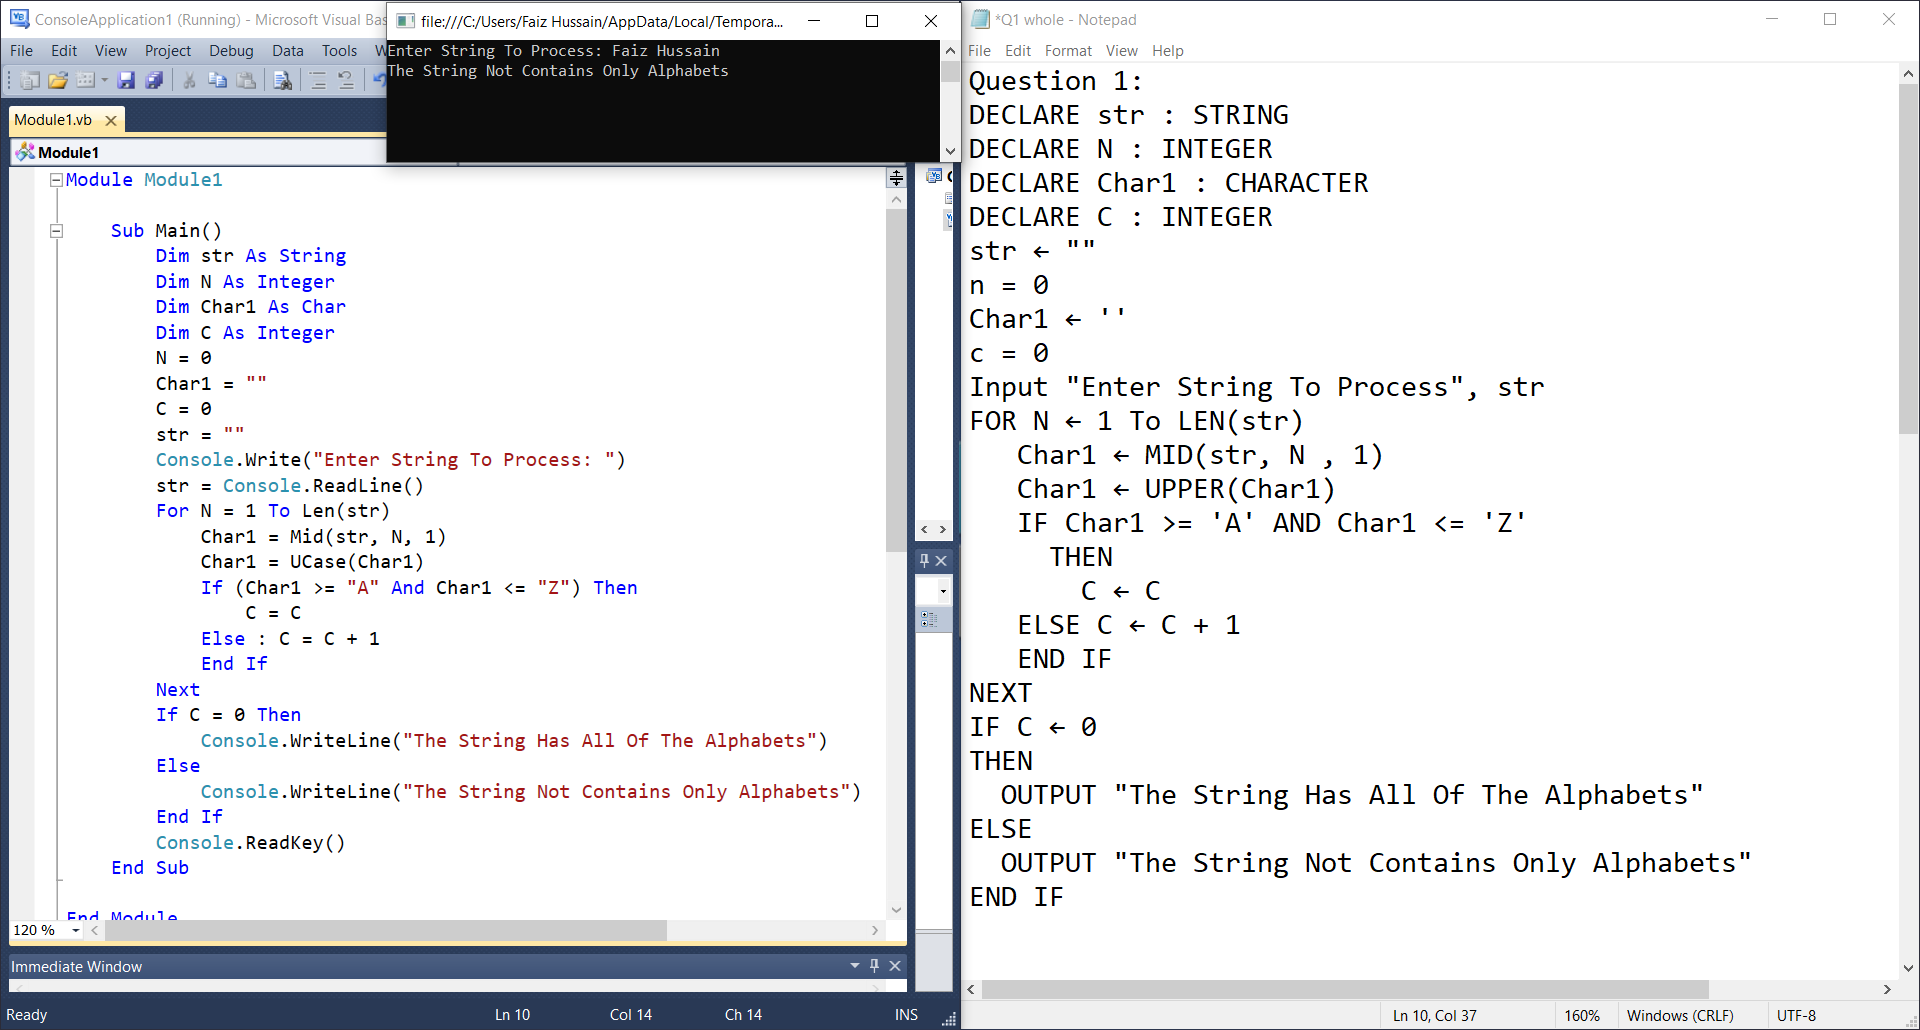 ConsoleApplication1 (Running) - Microsoft Visual Bas
File Edit View Project Debug Data Tools W
Module1.vb
Module1
Module Module1
Sub Main()
Dim str As String
Dim N As Integer
Dim Char1 As Char
Dim C As Integer
N = 0
Char1 = ""
C = 0
str = ""
Console.Write("Enter String To Process: ")
str = Console.ReadLine()
For N = 1 To Len(str)
Char1 = Mid(str, N, 1)
Char1 = UCase(Char1)
If (Char1 >= "A" And Char1 <= "Z") Then
C = C
Else : C = C + 1
End If
Next
If C = 0 Then
Console.WriteLine("The String Has All Of The Alphabets")
Else
Console.WriteLine("The String Not Contains Only Alphabets")
End If
Console.ReadKey()
End Sub
End Module
120 %
Immediate Window
Ready Ln 10 Col 14 Ch 14 INS
file:///C:/Users/Faiz Hussain/AppData/Local/Tempora...
Enter String To Process: Faiz Hussain
The String Not Contains Only Alphabets
*Q1 whole - Notepad
File Edit Format View Help
Question 1:
DECLARE str : STRING
DECLARE N : INTEGER
DECLARE Char1 : CHARACTER
DECLARE C : INTEGER
str ← ""
n = 0
Char1 ← ''
c = 0
Input "Enter String To Process", str
FOR N ← 1 To LEN(str)
Char1 ← MID(str, N , 1)
Char1 ← UPPER(Char1)
IF Char1 >= 'A' AND Char1 <= 'Z'
THEN
C ← C
ELSE C ← C + 1
END IF
NEXT
IF C ← 0
THEN
OUTPUT "The String Has All Of The Alphabets"
ELSE
OUTPUT "The String Not Contains Only Alphabets"
END IF
Ln 10, Col 37 160% Windows (CRLF) UTF-8